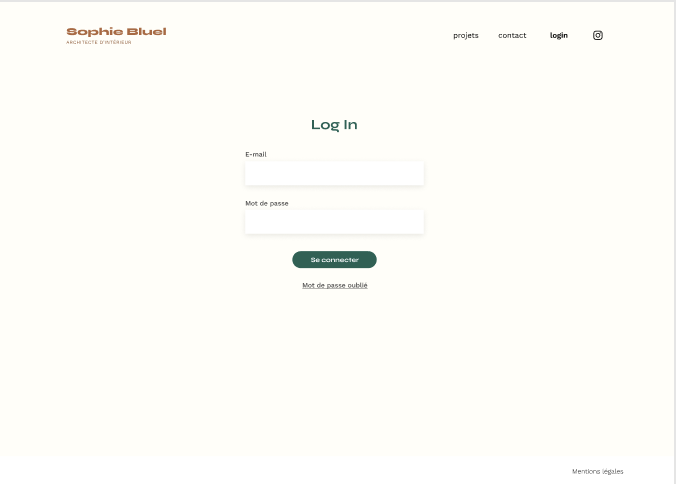 Sophie Bluel
ARCHITECTE D'INTÉRIEUR
projets contact login
Log In
E-mail
Mot de passe
Se connecter
Mot de passe oublié
Mentions légales